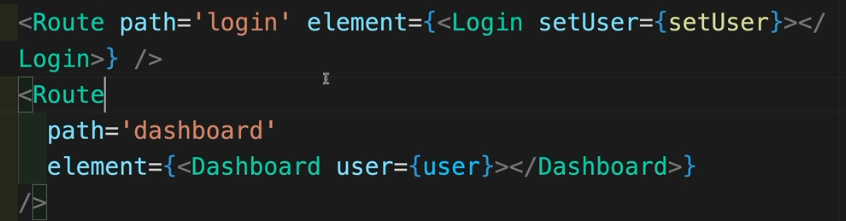 <Route path='login' element={<Login setUser={setUser}></
Login>} />
<Route
path='dashboard'
element={<Dashboard user={user}></Dashboard>}
/>